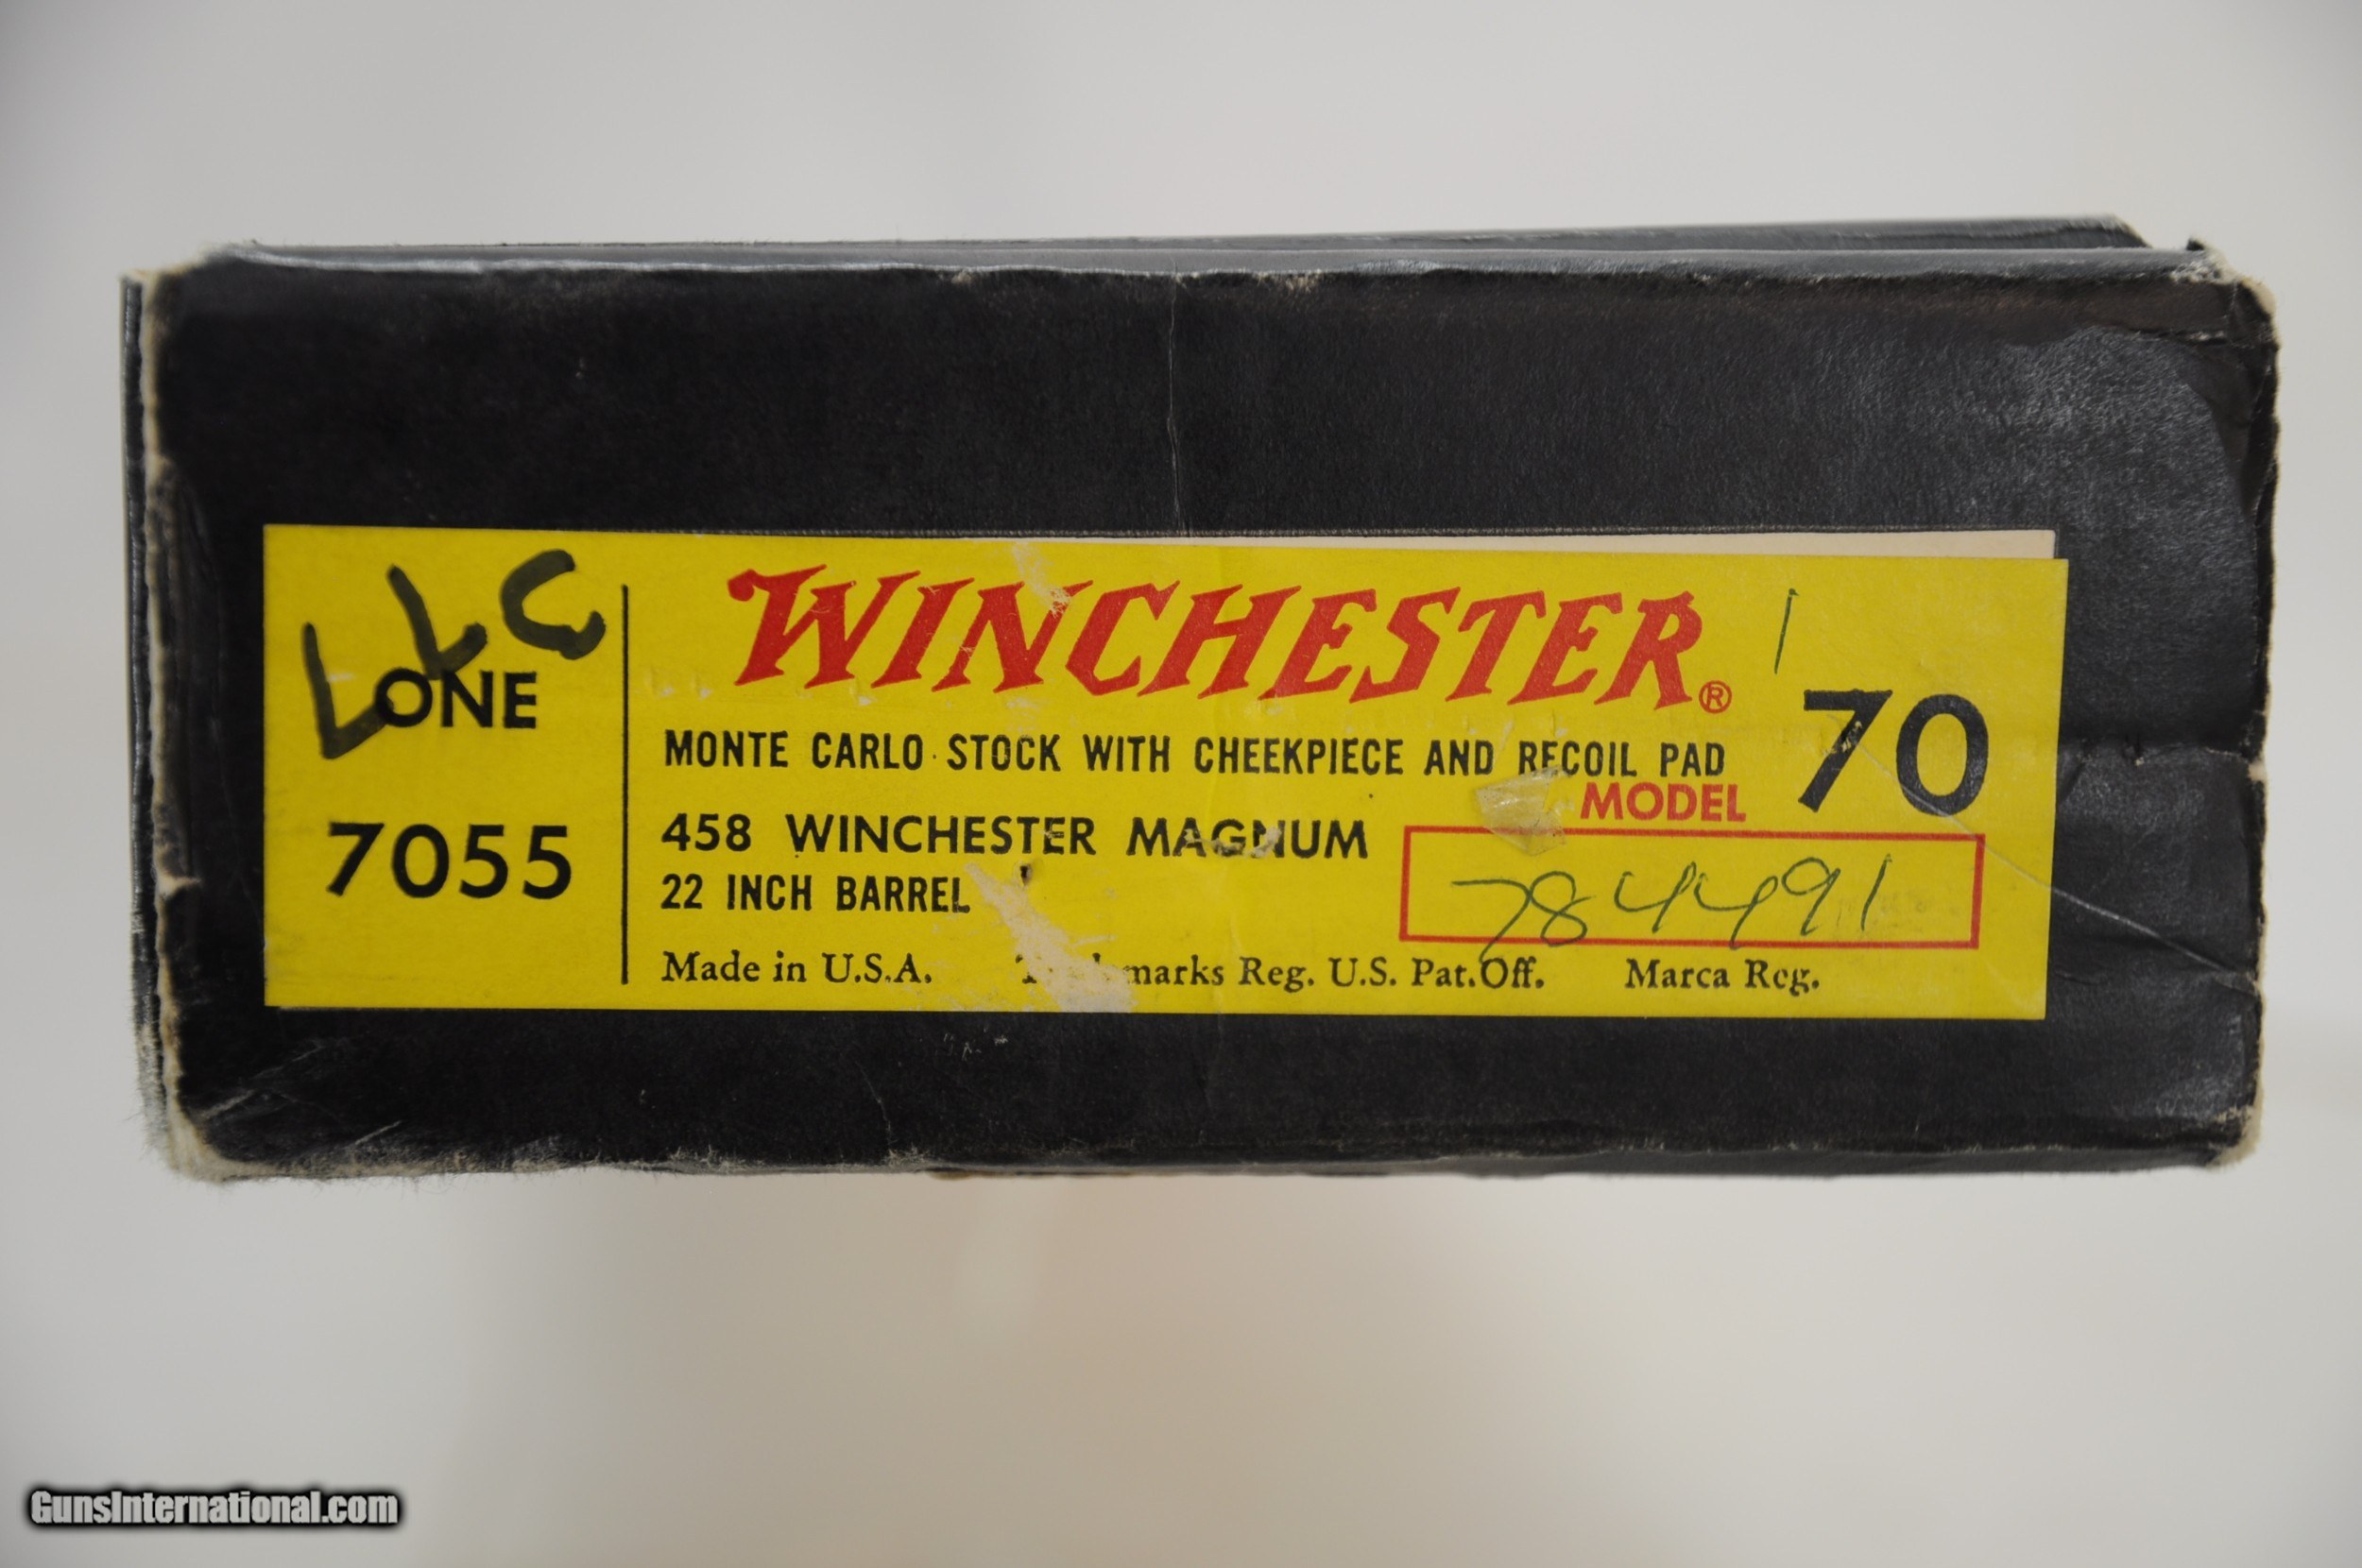 LLC
ONE
7055
WINCHESTER®
1
MONTE CARLO STOCK WITH CHEEKPIECE AND RECOIL PAD
MODEL 70
458 WINCHESTER MAGNUM
22 INCH BARREL
784491
Made in U.S.A. Reg. U.S. Pat. Off. Marca Reg.
GunsInternational.com